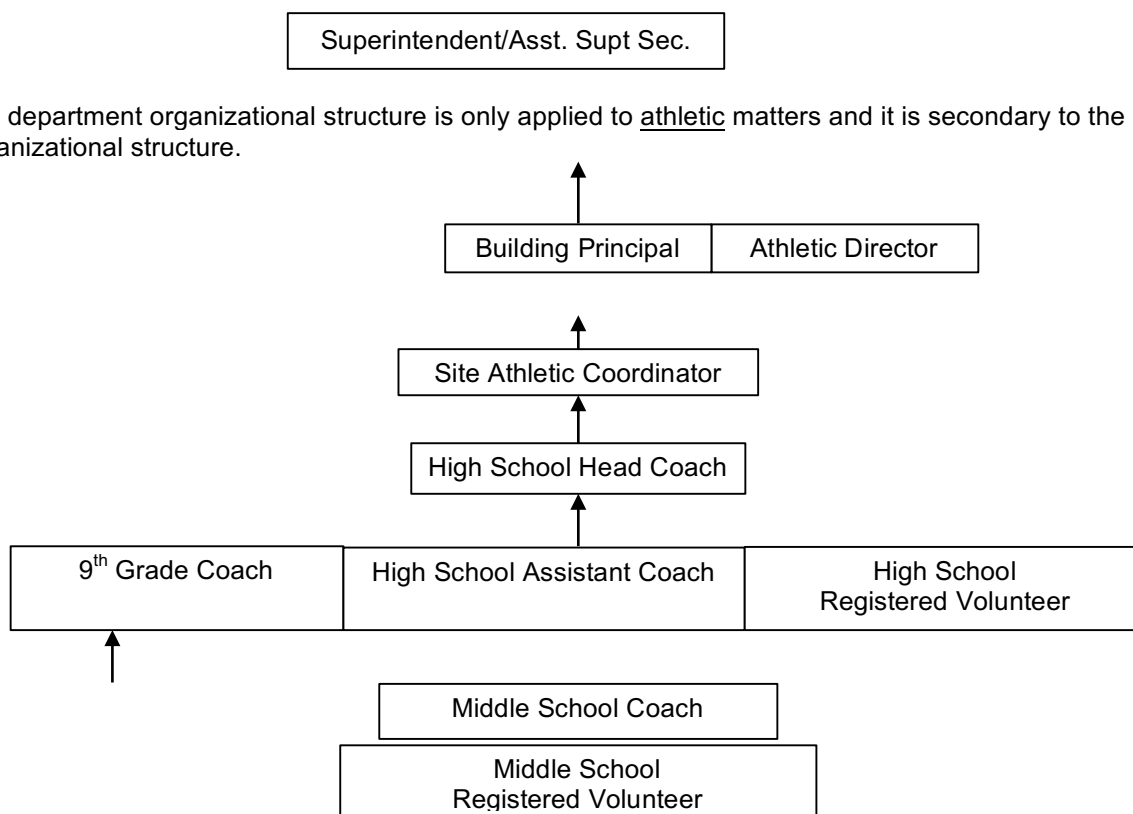 Superintendent/Asst. Supt Sec.
department organizational structure is only applied to athletic matters and it is secondary to the
anizational structure.
Building Principal Athletic Director
Site Athletic Coordinator
High School Head Coach
9th Grade Coach High School Assistant Coach High School
Registered Volunteer
Middle School Coach
Middle School
Registered Volunteer